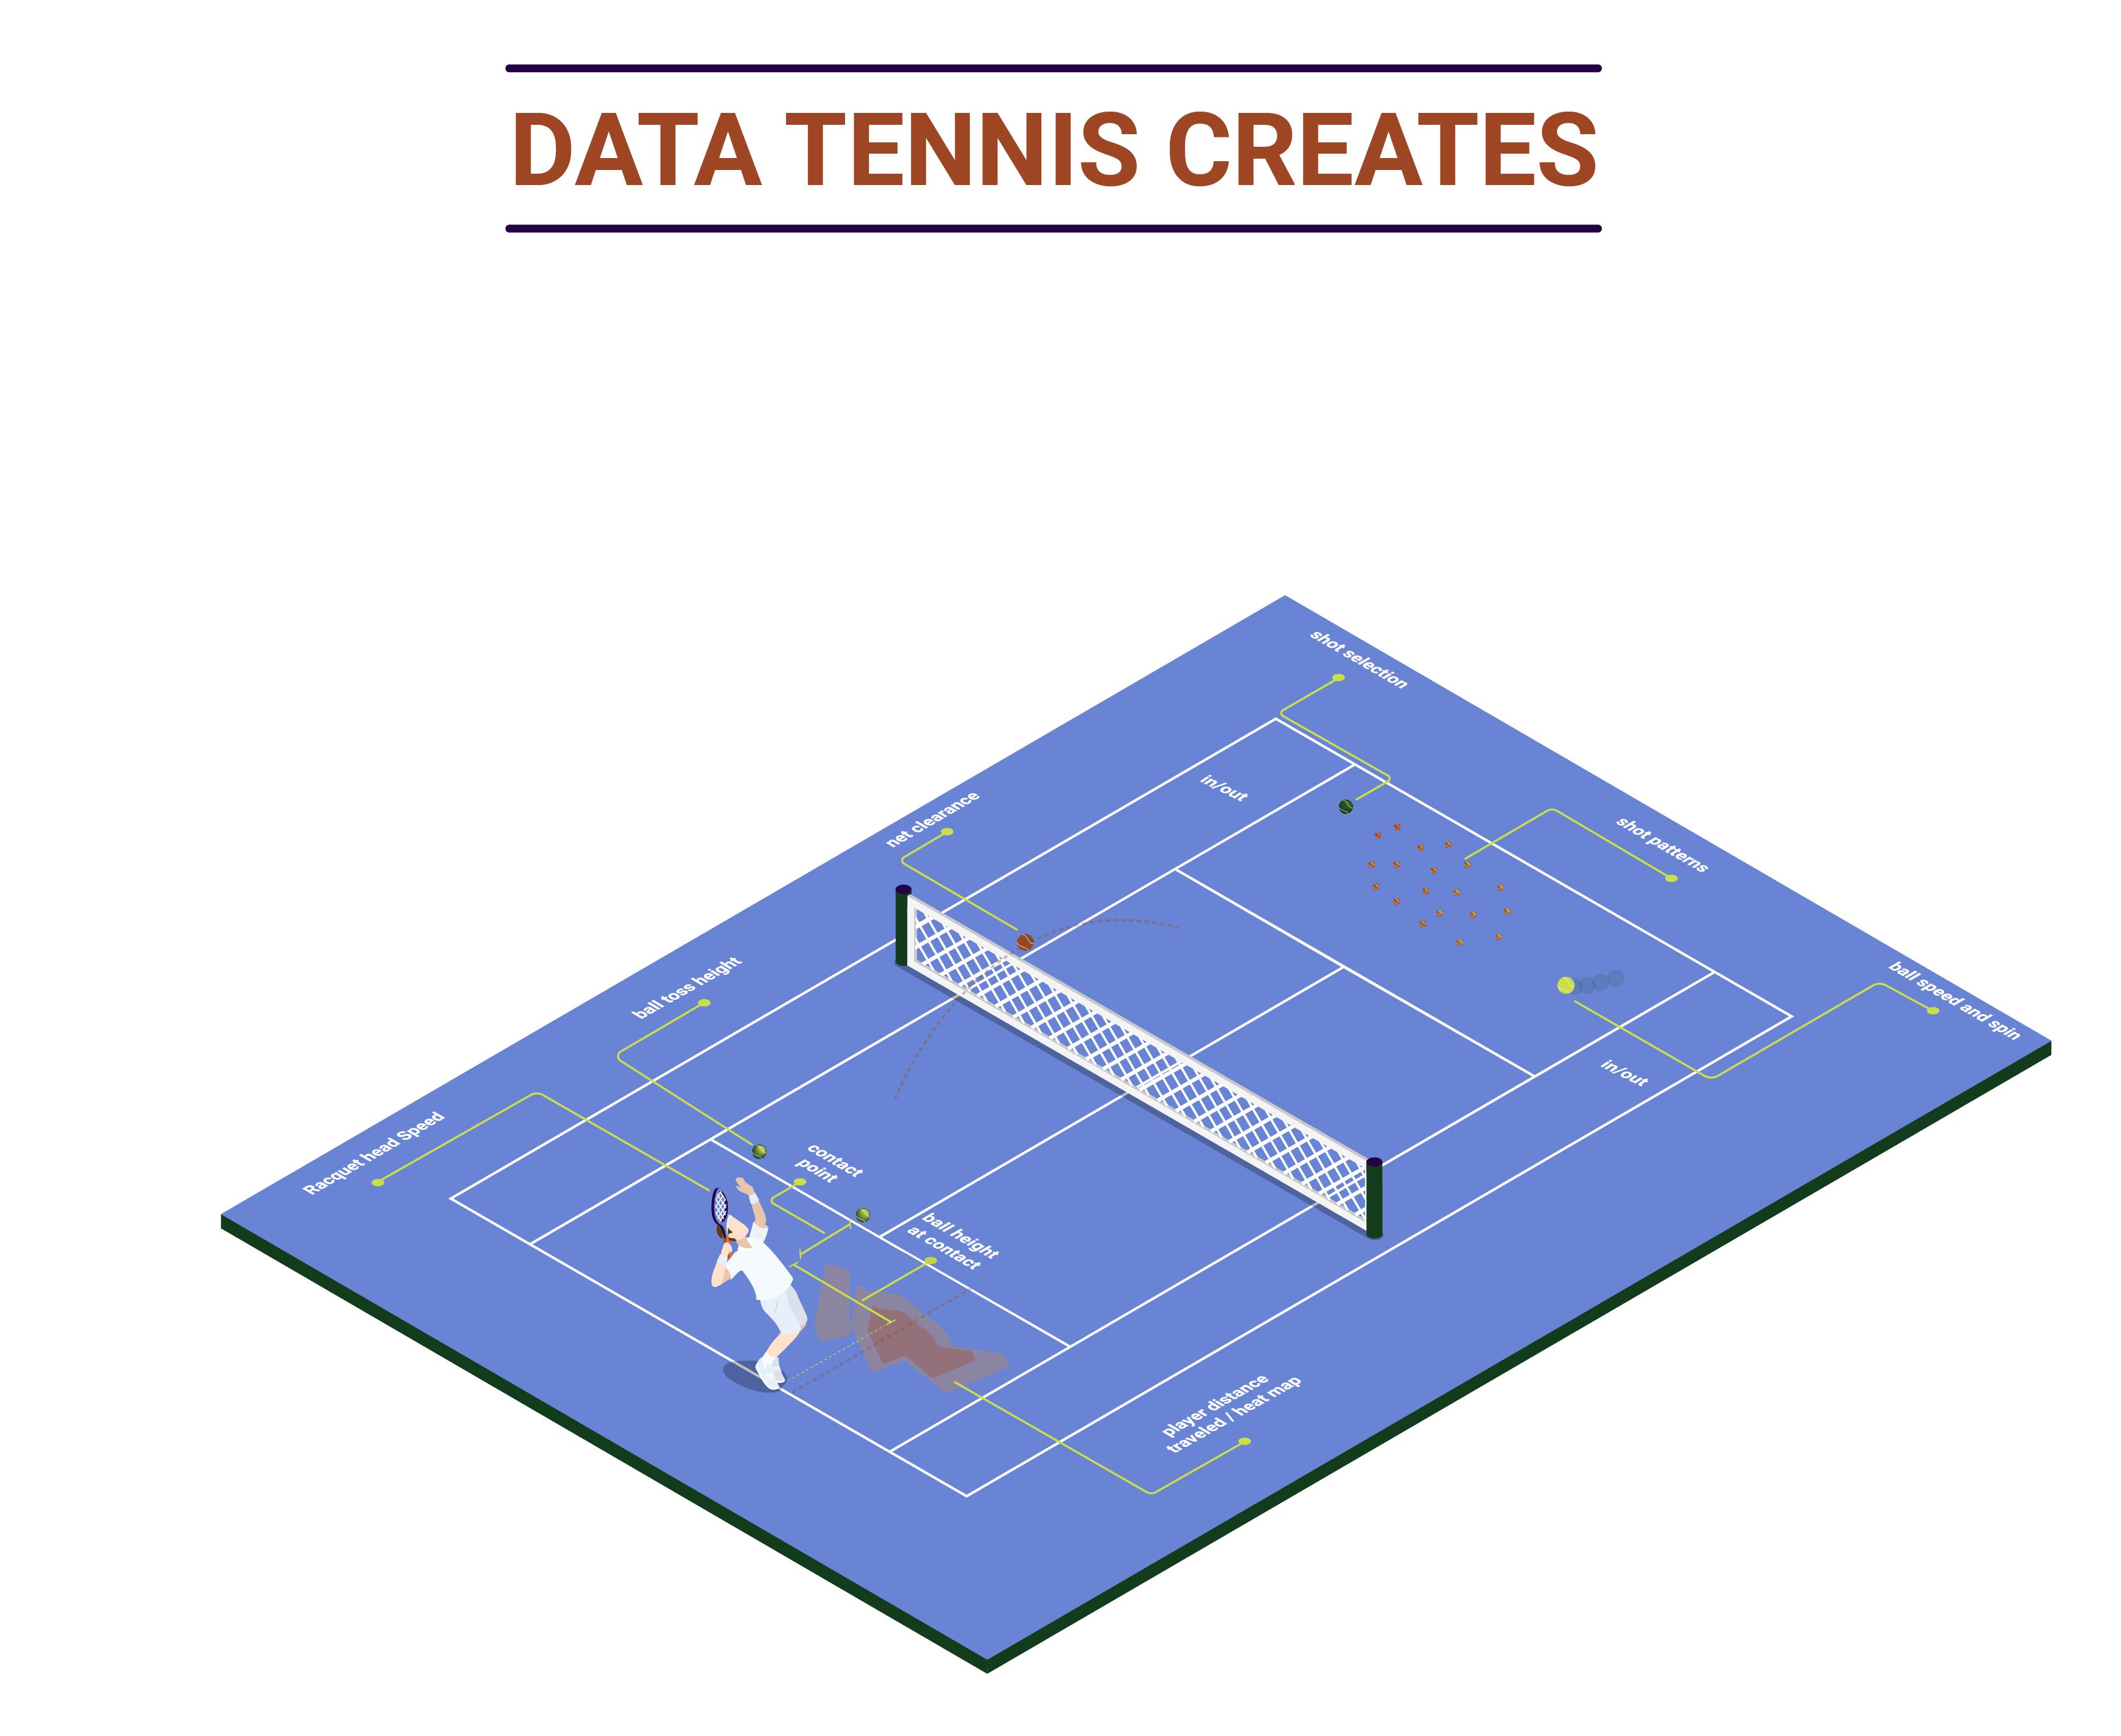 DATA TENNIS CREATES
shot selection
in/out
net clearance
shot patterns
ball toss height
ball speed and spin
in/out
Racquet head Speed
contact
point
ball height
at contact
player distance
traveled / heat map